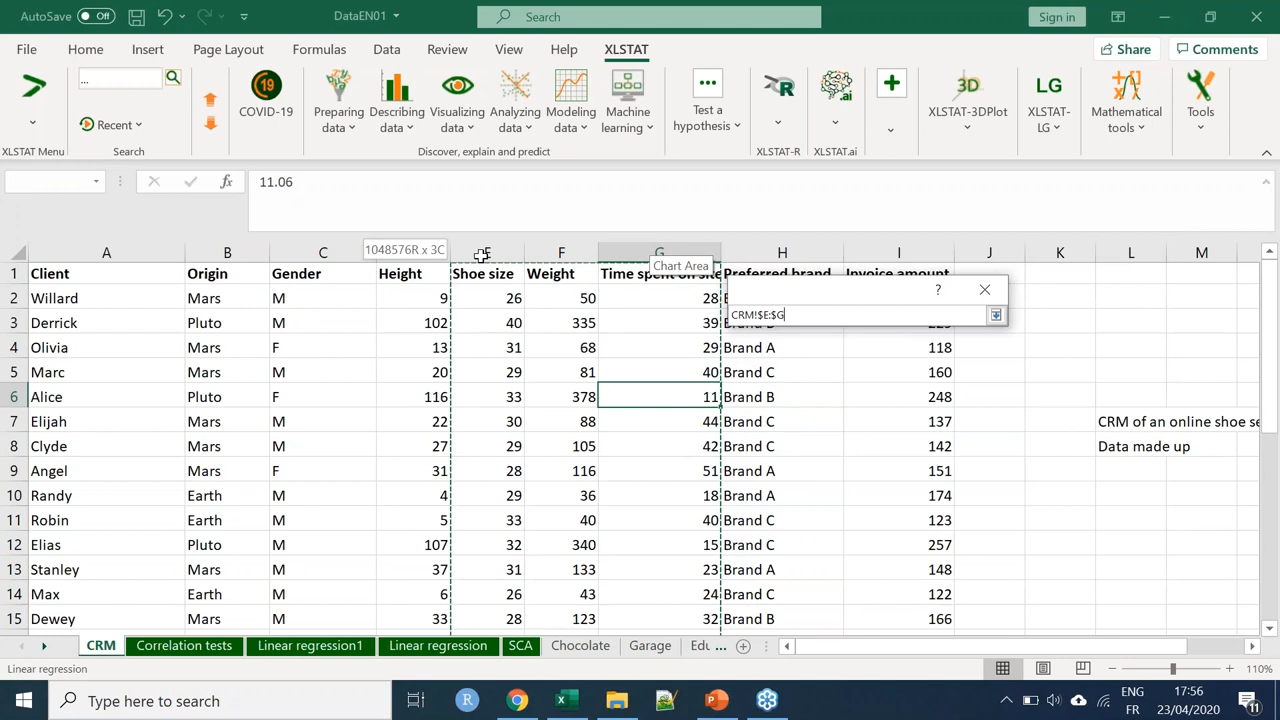 AutoSave Off DataEN01 Search Sign in
File Home Insert Page Layout Formulas Data Review View Help XLSTAT Share Comments
...
Recent
19
COVID-19
Preparing data
Describing data
Visualizing data
Analyzing data
Modeling data
Machine learning
Test a hypothesis
R
.ai
3D
XLSTAT-3DPlot
LG
XLSTAT-LG
Mathematical tools
Tools
XLSTAT Menu Search Discover, explain and predict XLSTAT-R XLSTAT.ai
fx 11.06
1048576R x 3C
A B C E F G H I J K L M
Chart Area
1 Client Origin Gender Height Shoe size Weight Time spent on site Preferred brand Invoice amount
? 
CRM!$E:$G
2 Willard Mars M 9 26 50 28
3 Derrick Pluto M 102 40 335 39
4 Olivia Mars F 13 31 68 29 Brand A 118
5 Marc Mars M 20 29 81 40 Brand C 160
6 Alice Pluto F 116 33 378 11 Brand B 248
7 Elijah Mars M 22 30 88 44 Brand C 137 CRM of an online shoe se
8 Clyde Mars M 27 29 105 42 Brand C 142 Data made up
9 Angel Mars F 31 28 116 51 Brand A 151
10 Randy Earth M 4 29 36 18 Brand A 174
11 Robin Earth M 5 33 40 40 Brand C 123
12 Elias Pluto M 107 32 340 15 Brand C 257
13 Stanley Mars M 37 31 133 23 Brand A 148
14 Max Earth M 6 26 43 24 Brand C 122
15 Dewey Mars M 33 28 123 32 Brand B 166
CRM Correlation tests Linear regression1 Linear regression SCA Chocolate Garage Edu ...
Linear regression 110%
Type here to search R ENG 17:56
FR 23/04/2020 11